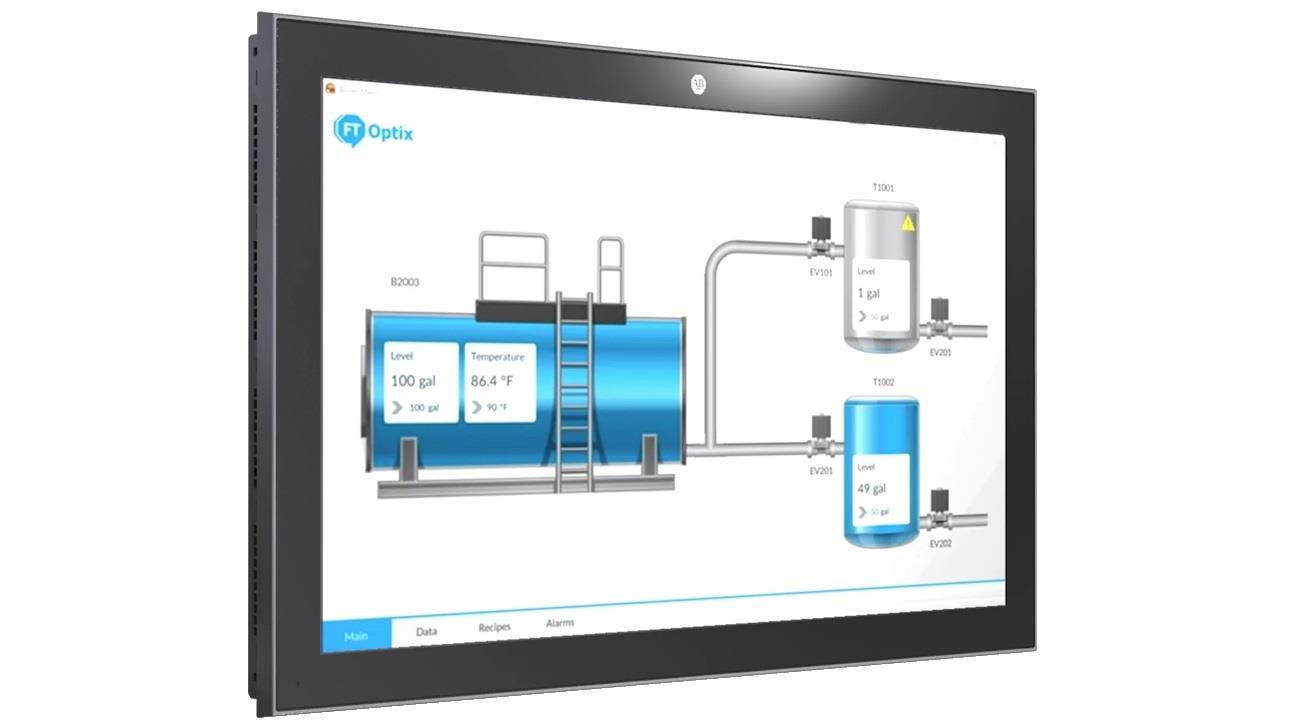 AB
FT Optix
T1001
EV101
Level
1 gal
50 gal
EV201
B2003
Level
100 gal
100 gal
Temperature
86.4 °F
90 °F
T1002
EV201
Level
49 gal
50 gal
EV202
Main
Data
Recipes
Alarms